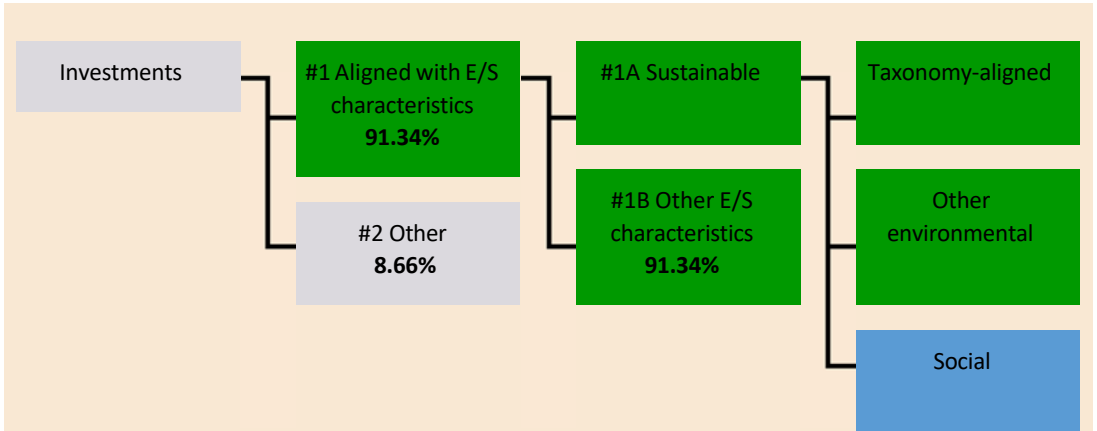 Investments
#1 Aligned with E/S
characteristics
91.34%
#2 Other
8.66%
#1A Sustainable
#1B Other E/S
characteristics
91.34%
Taxonomy-aligned
Other
environmental
Social